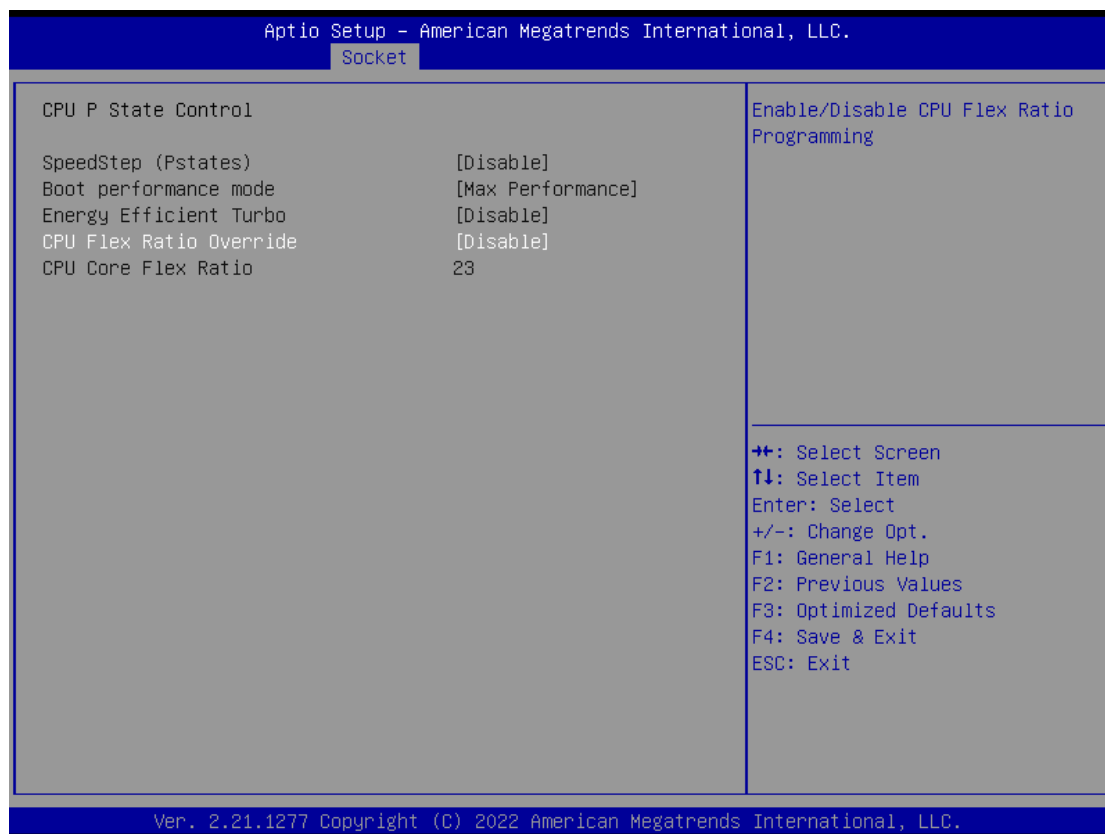 Aptio Setup – American Megatrends International, LLC.
Socket
CPU P State Control
SpeedStep (Pstates) [Disable]
Boot performance mode [Max Performance]
Energy Efficient Turbo [Disable]
CPU Flex Ratio Override [Disable]
CPU Core Flex Ratio 23
Enable/Disable CPU Flex Ratio
Programming
→←: Select Screen
↑↓: Select Item
Enter: Select
+/-: Change Opt.
F1: General Help
F2: Previous Values
F3: Optimized Defaults
F4: Save & Exit
ESC: Exit
Ver. 2.21.1277 Copyright (C) 2022 American Megatrends International, LLC.